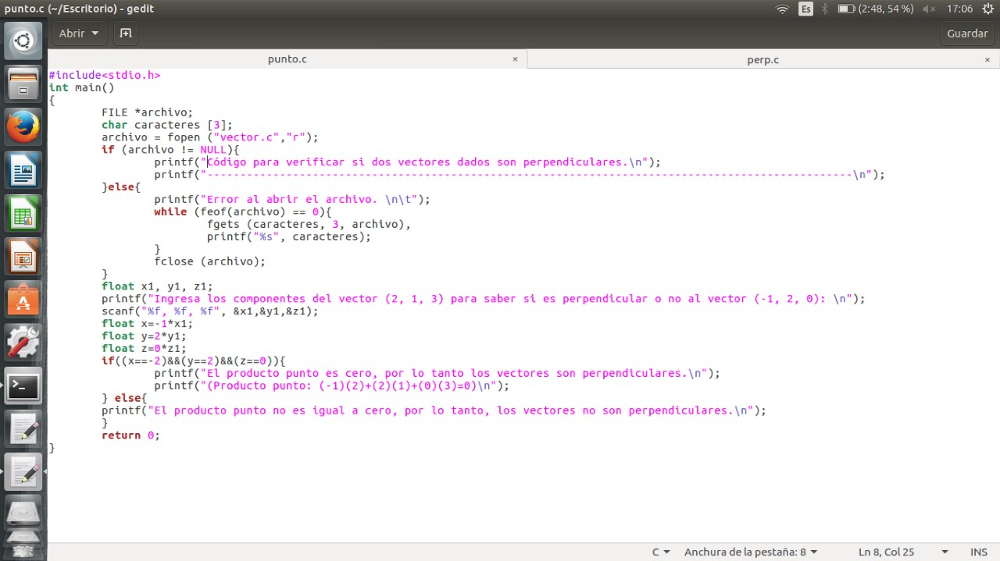 punto.c (~/Escritorio) - gedit
Es
(2:48, 54 %)
17:06
Abrir
Guardar
punto.c
×
perp.c
×
#include<stdio.h>
int main()
{
FILE *archivo;
char caracteres [3];
archivo = fopen ("vector.c","r");
if (archivo != NULL){
printf("Código para verificar si dos vectores dados son perpendiculares.\n");
printf("--------------------------------------------------------------------------------------------------\n");
}else{
printf("Error al abrir el archivo. \n\t");
while (feof(archivo) == 0){
fgets (caracteres, 3, archivo),
printf("%s", caracteres);
}
fclose (archivo);
}
float x1, y1, z1;
printf("Ingresa los componentes del vector (2, 1, 3) para saber si es perpendicular o no al vector (-1, 2, 0): \n");
scanf("%f, %f, %f", &x1,&y1,&z1);
float x=-1*x1;
float y=2*y1;
float z=0*z1;
if((x==-2)&&(y==2)&&(z==0)){
printf("El producto punto es cero, por lo tanto los vectores son perpendiculares.\n");
printf("(Producto punto: (-1)(2)+(2)(1)+(0)(3)=0)\n");
} else{
printf("El producto punto no es igual a cero, por lo tanto, los vectores no son perpendiculares.\n");
}
return 0;
}
C
Anchura de la pestaña: 8
Ln 8, Col 25
INS